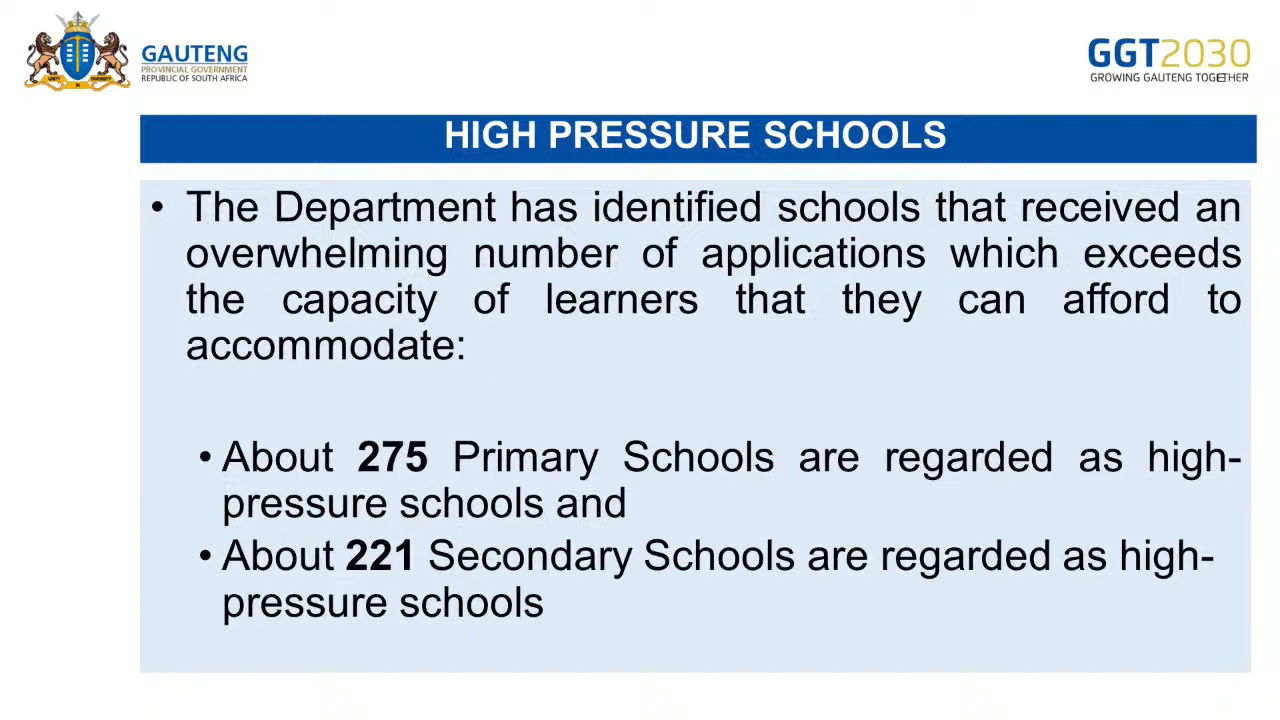 GAUTENG
PROVINCIAL GOVERNMENT
REPUBLIC OF SOUTH AFRICA
UNITY IN DIVERSITY
GGT2030
GROWING GAUTENG TOGETHER
HIGH PRESSURE SCHOOLS
• The Department has identified schools that received an
overwhelming number of applications which exceeds
the capacity of learners that they can afford to
accommodate:
• About 275 Primary Schools are regarded as high-
pressure schools and
• About 221 Secondary Schools are regarded as high-
pressure schools